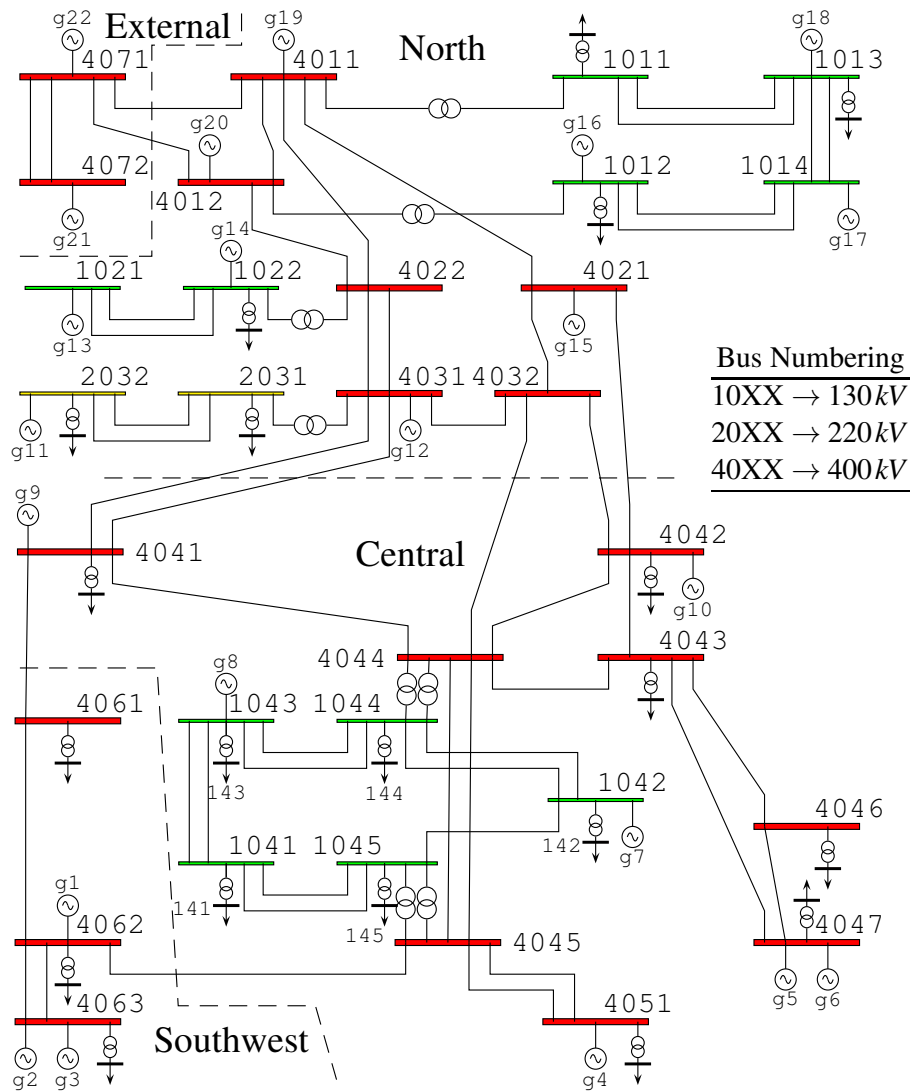 g22
External
g19
North
g18
4071
4011
1011
1013
g20
g16
4072
4012
1012
1014
g21
g14
g17
1021
1022
4022
4021
g13
g15
Bus Numbering
2032
2031
4031
4032
10XX → 130kV
20XX → 220kV
g11
g12
40XX → 400kV
g9
4041
Central
4042
g10
4044
4043
g8
4061
1043
1044
143
144
1042
4046
1041
1045
142
g7
g1
141
145
4047
4062
4045
g5
g6
4063
4051
Southwest
g2
g3
g4